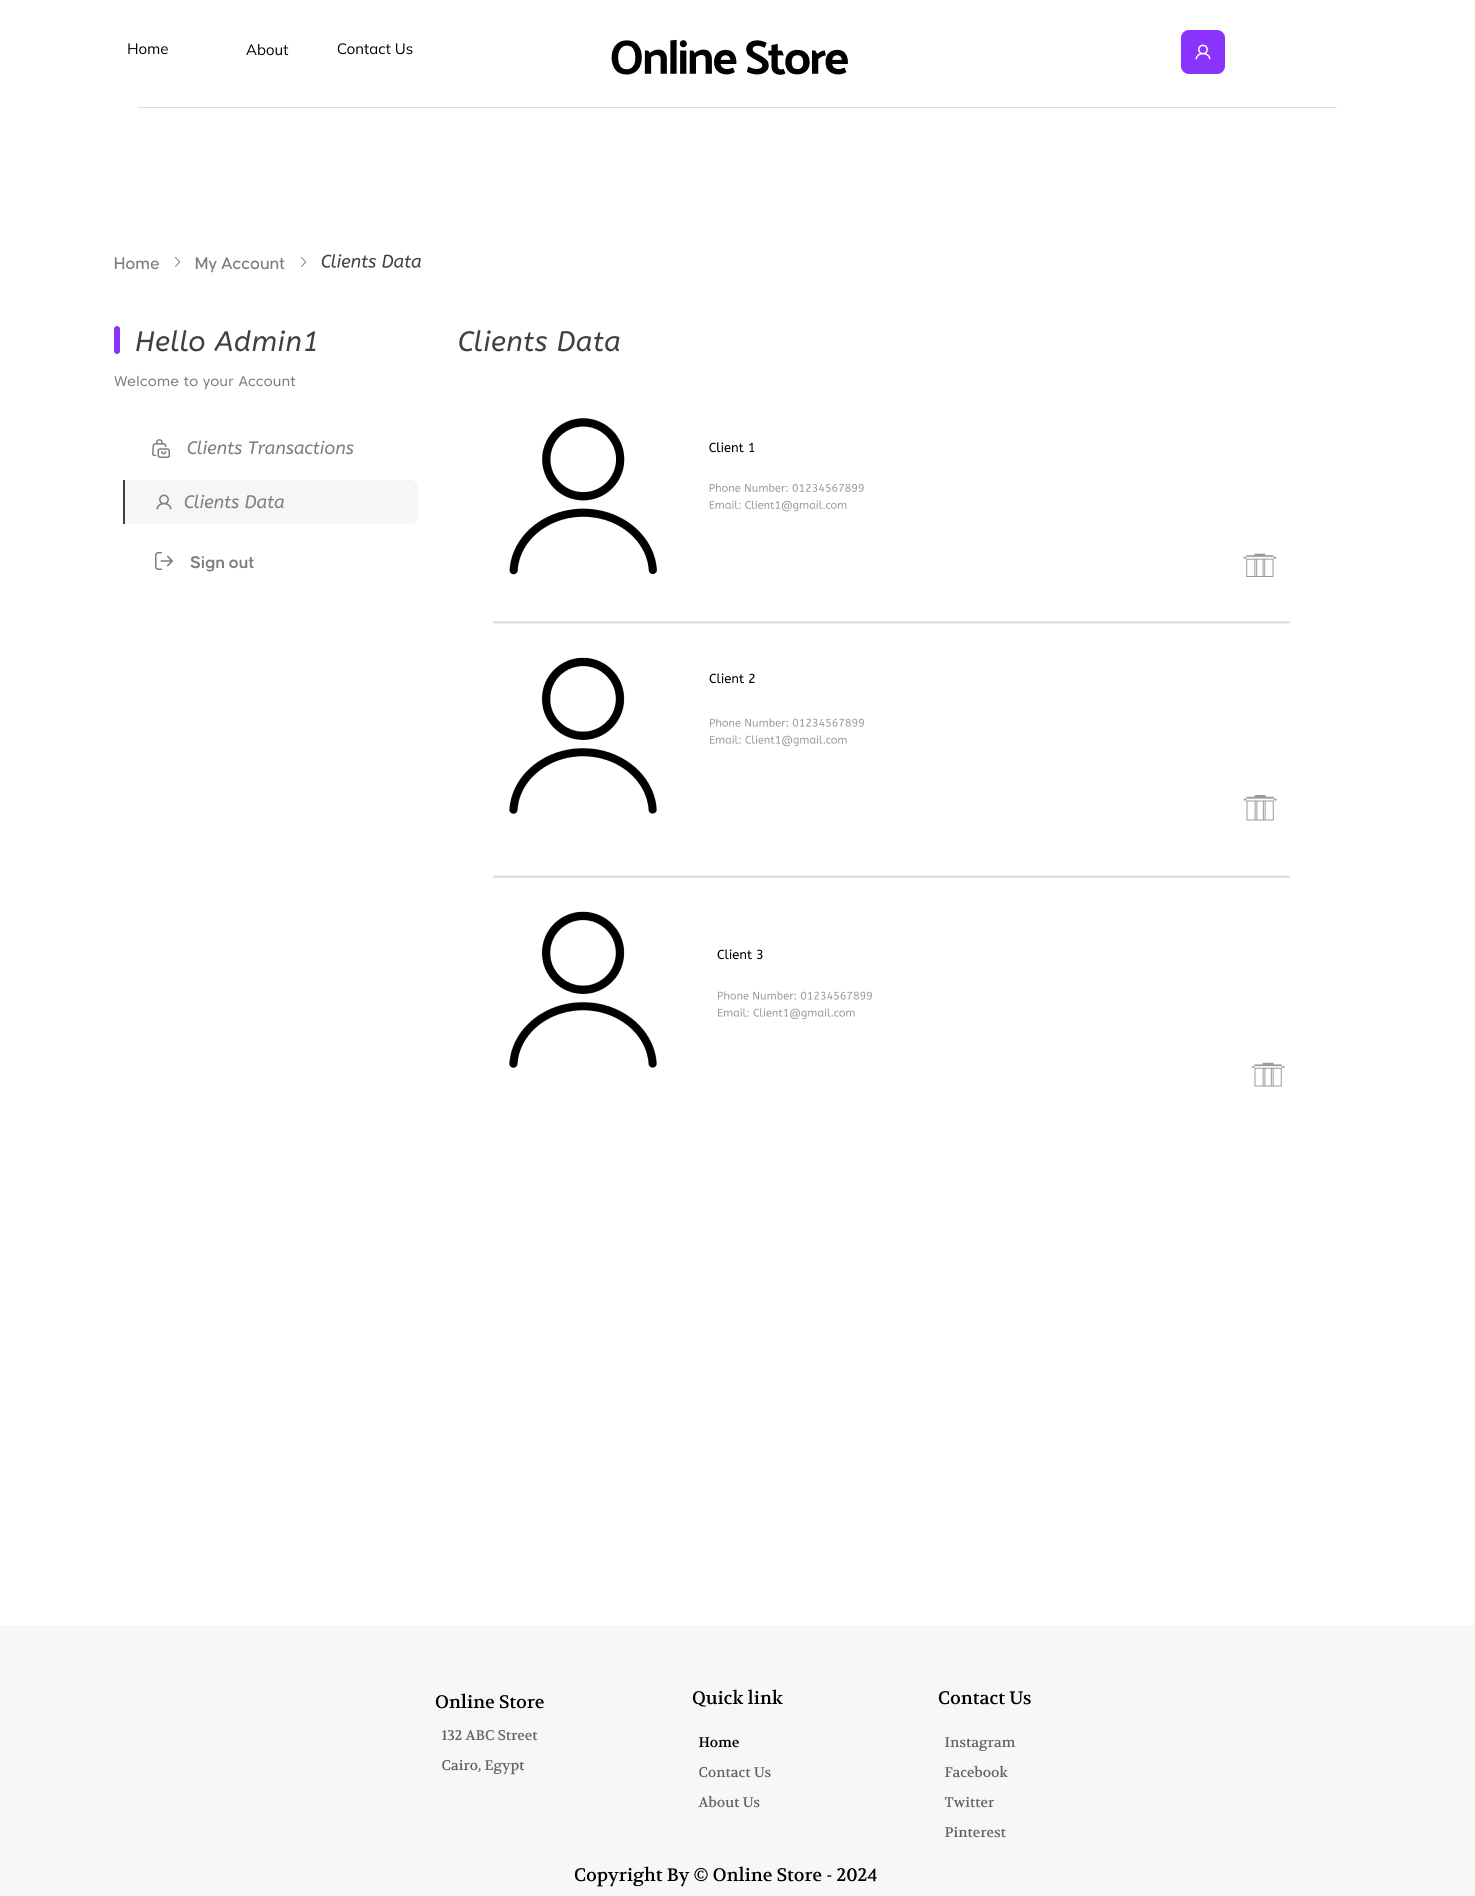 Home
About
Contact Us
Online Store
Home
My Account
Clients Data
Hello Admin1
Welcome to your Account
Clients Transactions
Clients Data
Sign out
Clients Data
Client 1
Phone Number: 01234567899
Email: Client1@gmail.com
Client 2
Phone Number: 01234567899
Email: Client1@gmail.com
Client 3
Phone Number: 01234567899
Email: Client1@gmail.com
Online Store
132 ABC Street
Cairo, Egypt
Quick link
Home
Contact Us
About Us
Contact Us
Instagram
Facebook
Twitter
Pinterest
Copyright By © Online Store - 2024